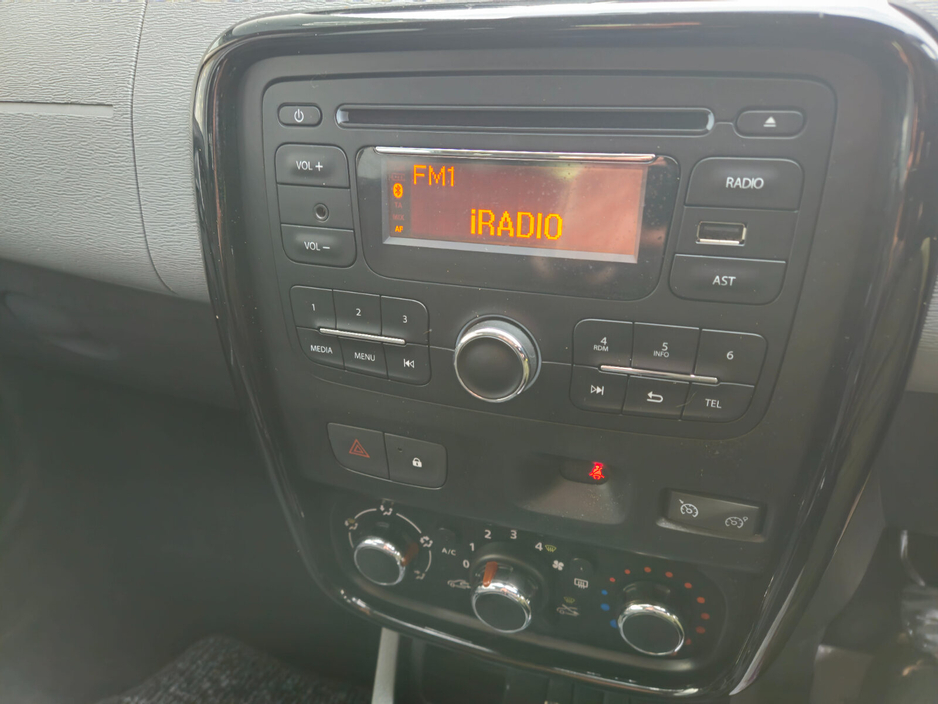 VOL +
FM1
RADIO
TA
AF
iRADIO
VOL –
AST
1
2
3
4
RDM
5
INFO
6
MEDIA
MENU
TEL
A/C
0
1
2
3
4